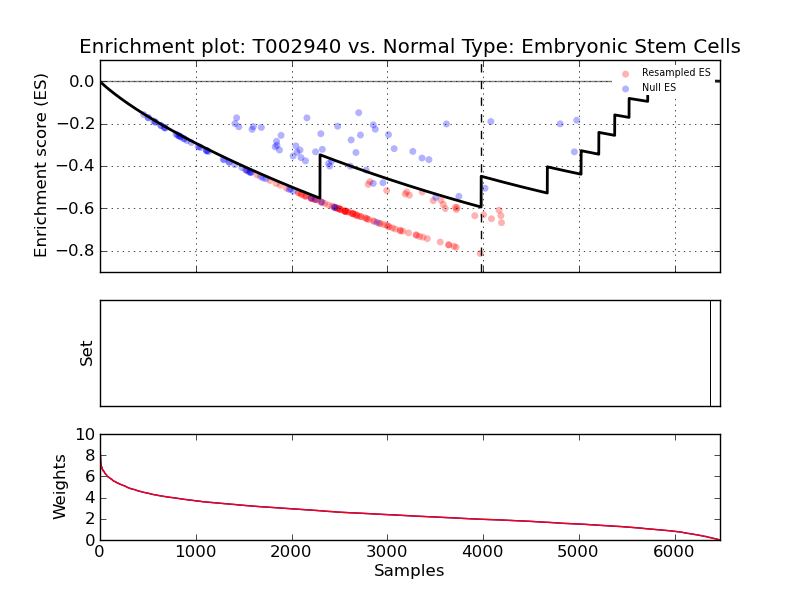 Enrichment plot: T002940 vs. Normal Type: Embryonic Stem Cells
Enrichment score (ES)
0.0
−0.2
−0.4
−0.6
−0.8
Resampled ES
Null ES
Set
Weights
10
8
6
4
2
0
0 1000 2000 3000 4000 5000 6000
Samples